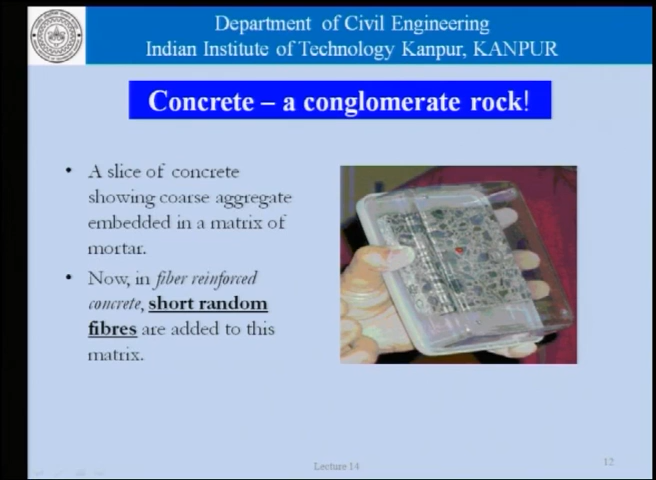 Department of Civil Engineering
Indian Institute of Technology Kanpur, KANPUR
Concrete – a conglomerate rock!
• A slice of concrete
showing coarse aggregate
embedded in a matrix of
mortar.
• Now, in fiber reinforced
concrete, short random
fibres are added to this
matrix.
Lecture 14
12